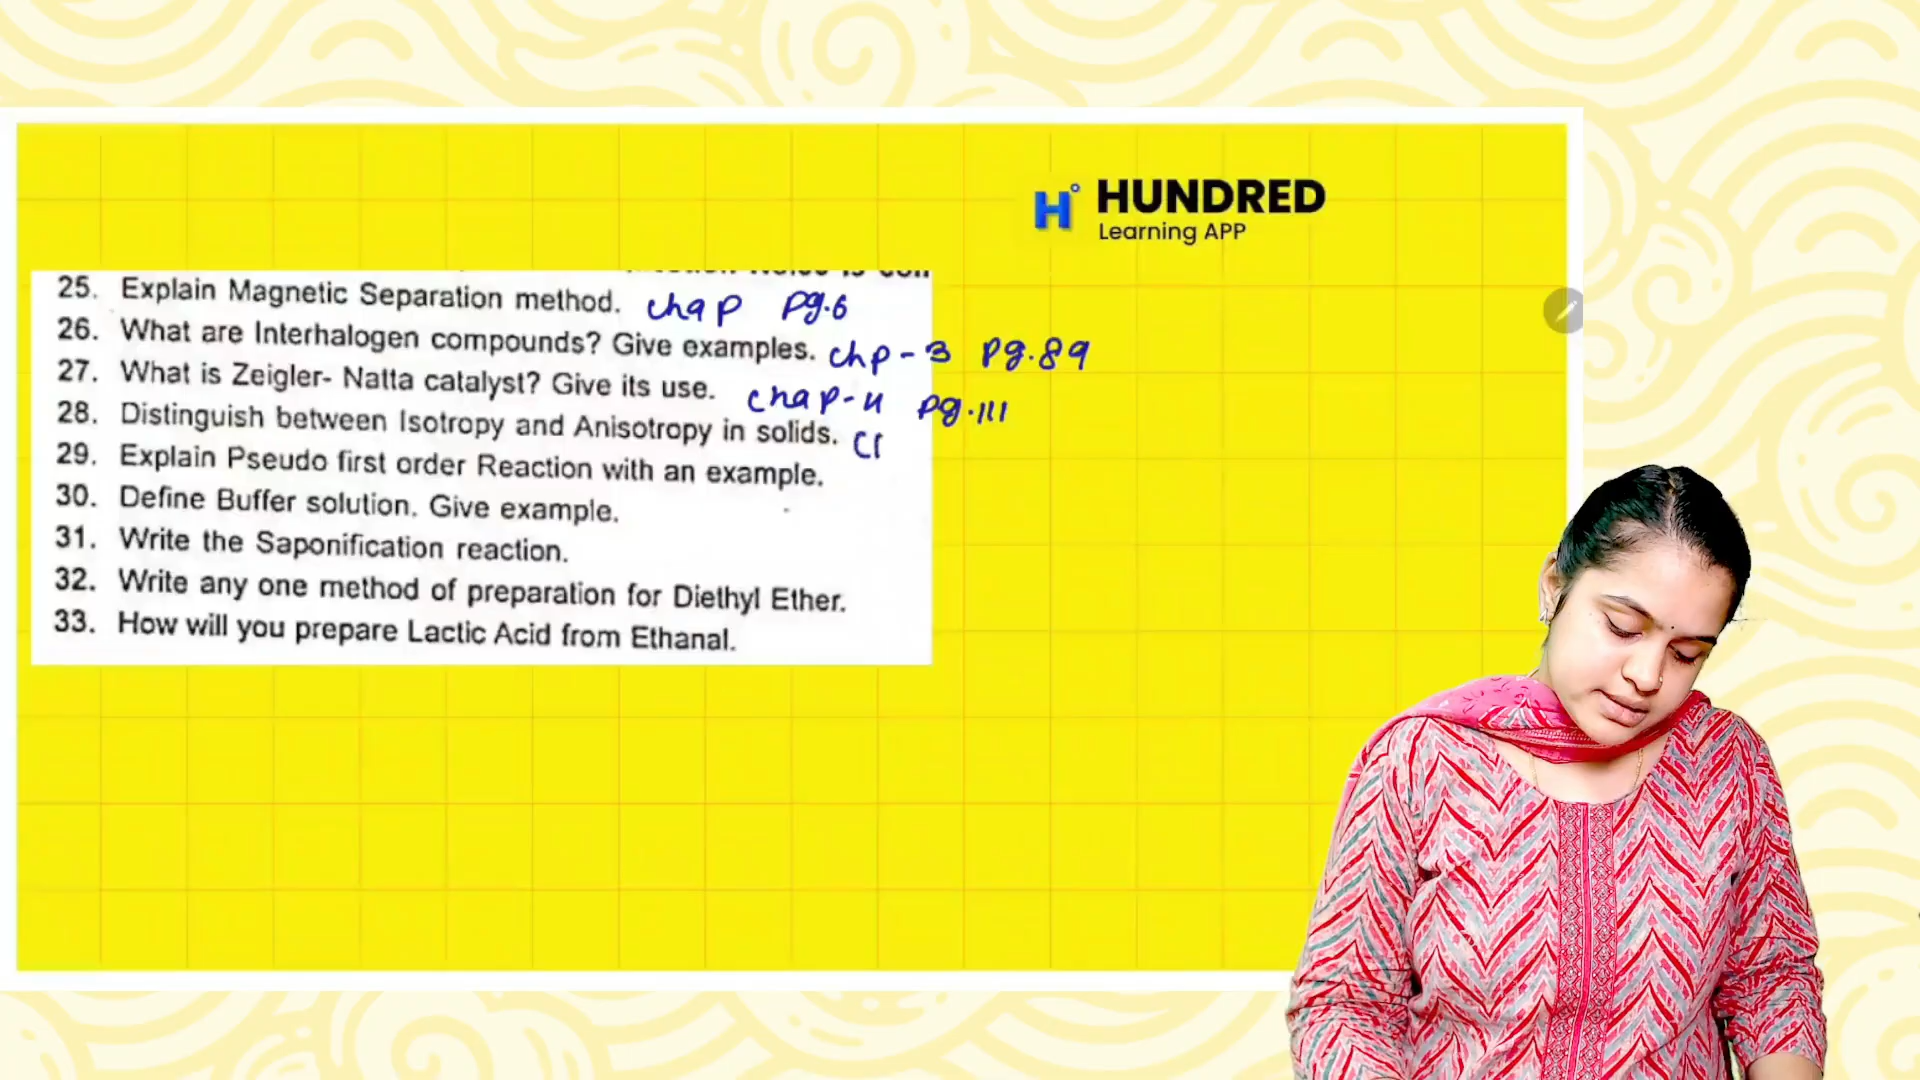 H° HUNDRED
Learning APP
25. Explain Magnetic Separation method. chap pg.6
26. What are Interhalogen compounds? Give examples. chp-3 pg.89
27. What is Zeigler- Natta catalyst? Give its use. chap-4 pg.111
28. Distinguish between Isotropy and Anisotropy in solids.
29. Explain Pseudo first order Reaction with an example.
30. Define Buffer solution. Give example.
31. Write the Saponification reaction.
32. Write any one method of preparation for Diethyl Ether.
33. How will you prepare Lactic Acid from Ethanal.